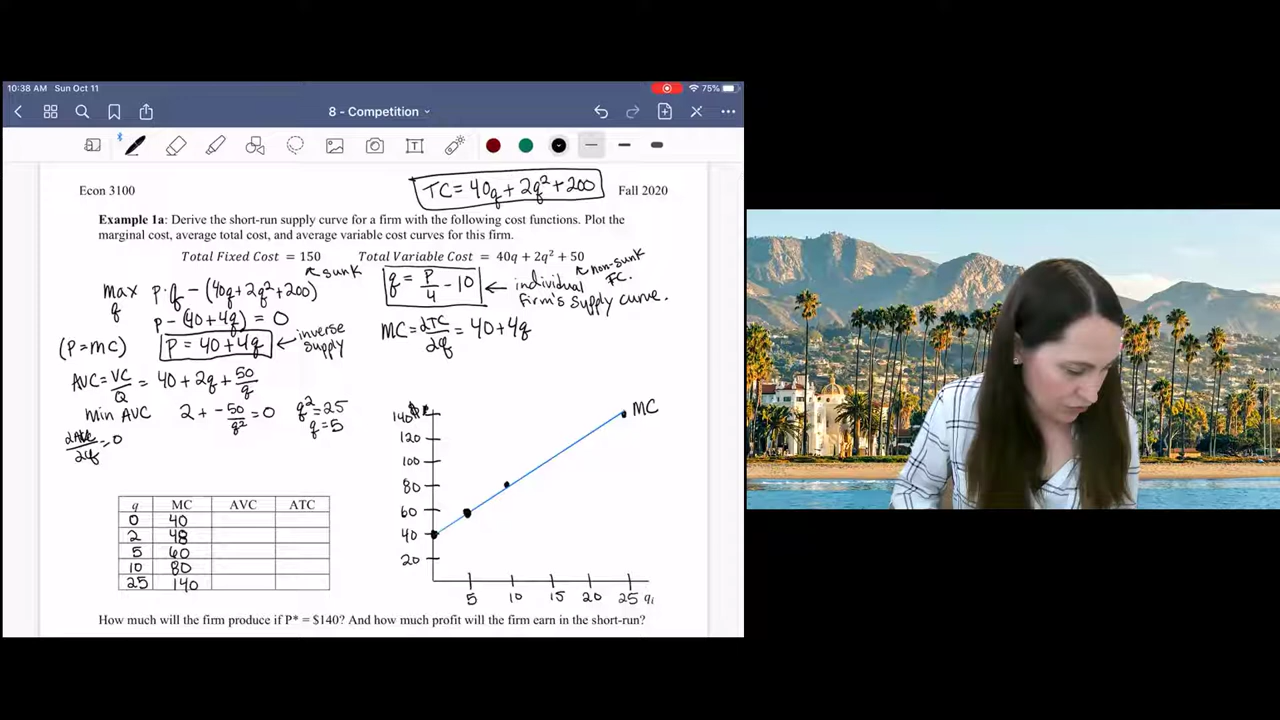 10:38 AM Sun Oct 11
75%
8 - Competition
Econ 3100
TC = 40q + 2q² + 200
Fall 2020
Example 1a: Derive the short-run supply curve for a firm with the following cost functions. Plot the
marginal cost, average total cost, and average variable cost curves for this firm.
Total Fixed Cost = 150
Total Variable Cost = 40q + 2q² + 50
sunk
non-sunk
FC.
max
q
P·q - (40q + 2q² + 200)
P - (40 + 4q) = 0
(P = MC)
P = 40 + 4q
inverse
supply
q = P/4 - 10
individual
firm's supply curve.
MC = ∂TC/∂q = 40 + 4q
AVC = VC/Q = 40 + 2q + 50/q
min AVC
2 + -50/q² = 0
q² = 25
q = 5
∂AVC/∂q = 0
q MC AVC ATC
0 40
2 48
5 60
10 80
25 140
140
120
100
80
60
40
20
MC
5 10 15 20 25 qi
How much will the firm produce if P* = $140? And how much profit will the firm earn in the short-run?